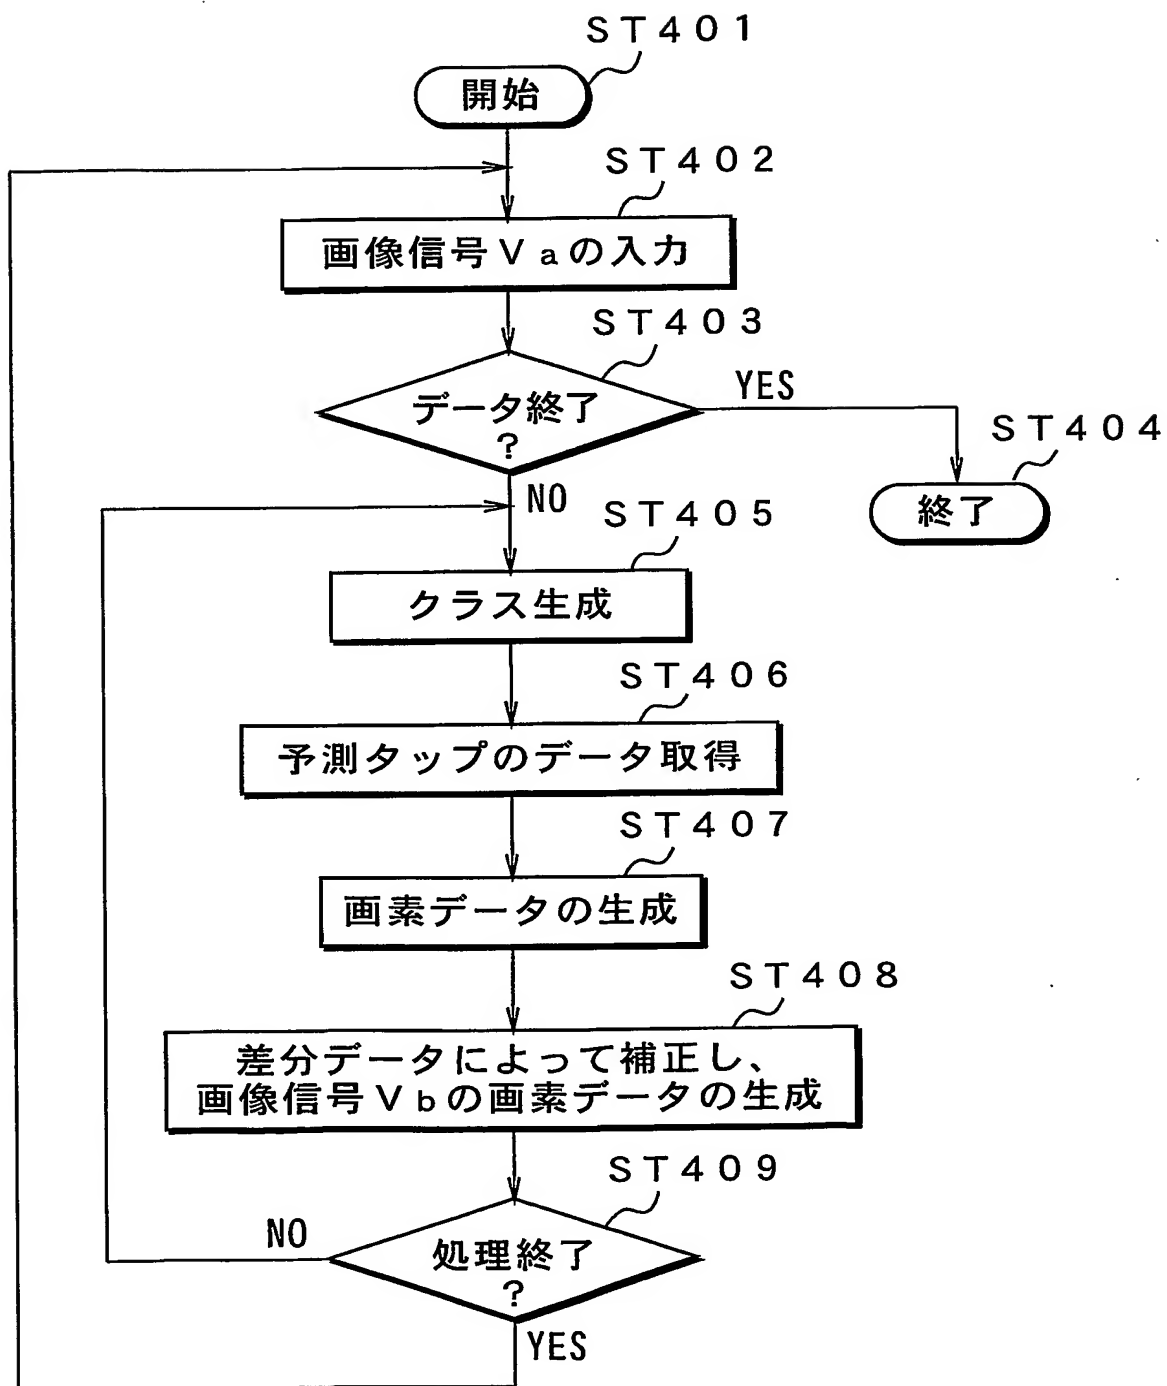 ST401
開始
ST402
画像信号Vaの入力
ST403
データ終了
?
YES
ST404
終了
NO
ST405
クラス生成
ST406
予測タップのデータ取得
ST407
画素データの生成
ST408
差分データによって補正し、
画像信号Vbの画素データの生成
ST409
NO
処理終了
?
YES